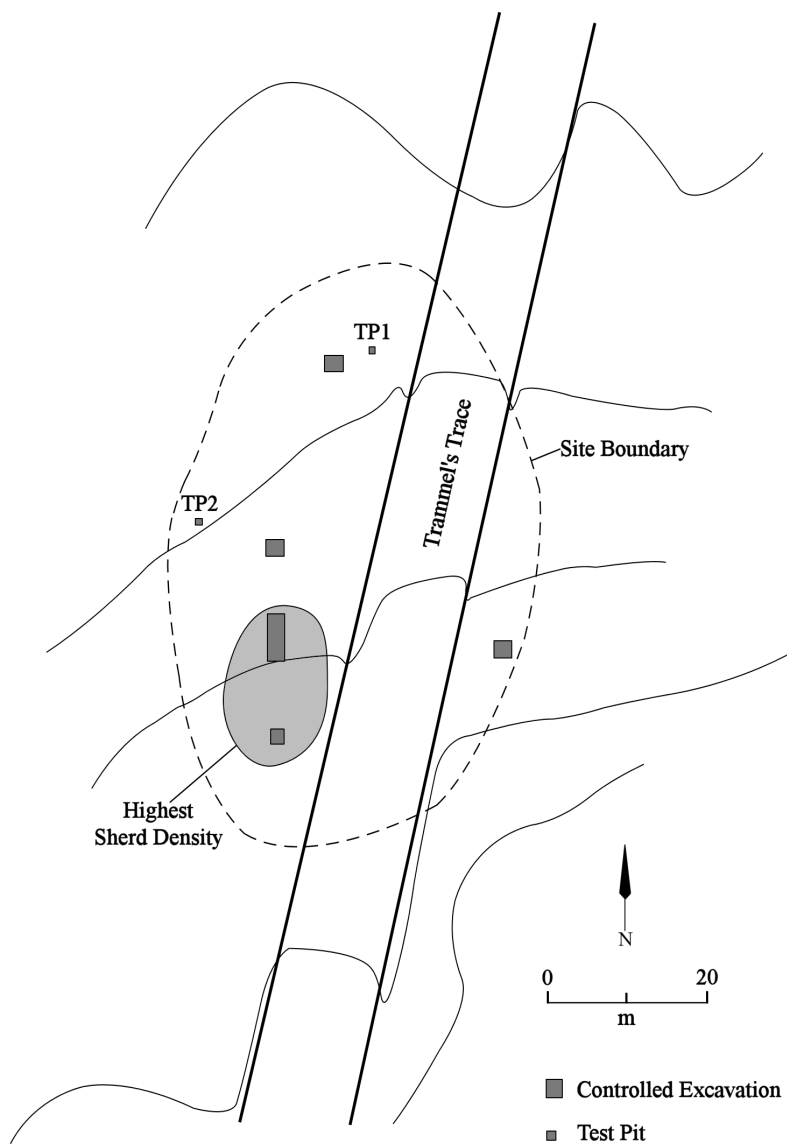 TP1
Trammel's Trace
Site Boundary
TP2
Highest
Sherd Density
N
0 20
m
Controlled Excavation
Test Pit